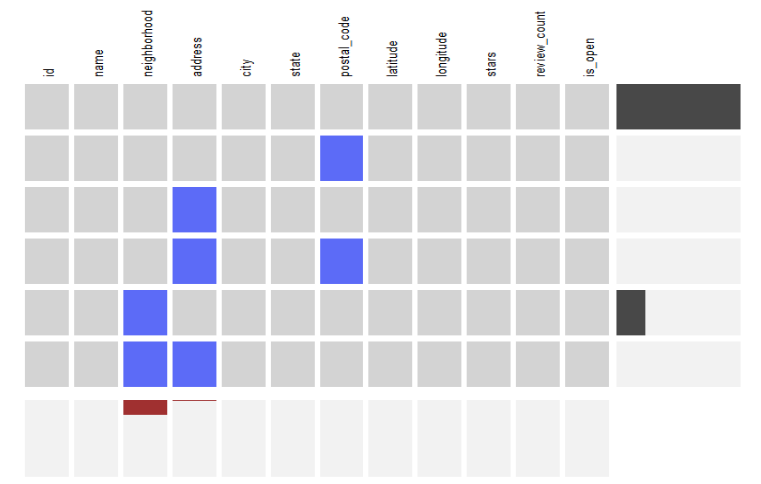 id
name
neighborhood
address
city
state
postal_code
latitude
longitude
stars
review_count
is_open